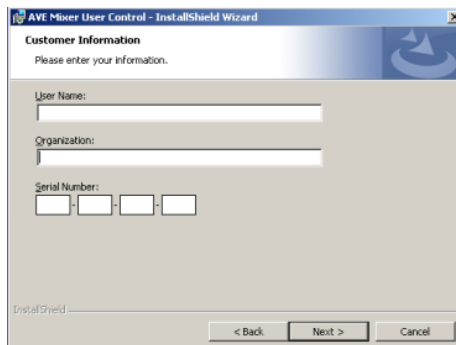 AVE Mixer User Control - InstallShield Wizard
Customer Information
Please enter your information.
User Name:
Organization:
Serial Number:
- - -
InstallShield
< Back Next > Cancel